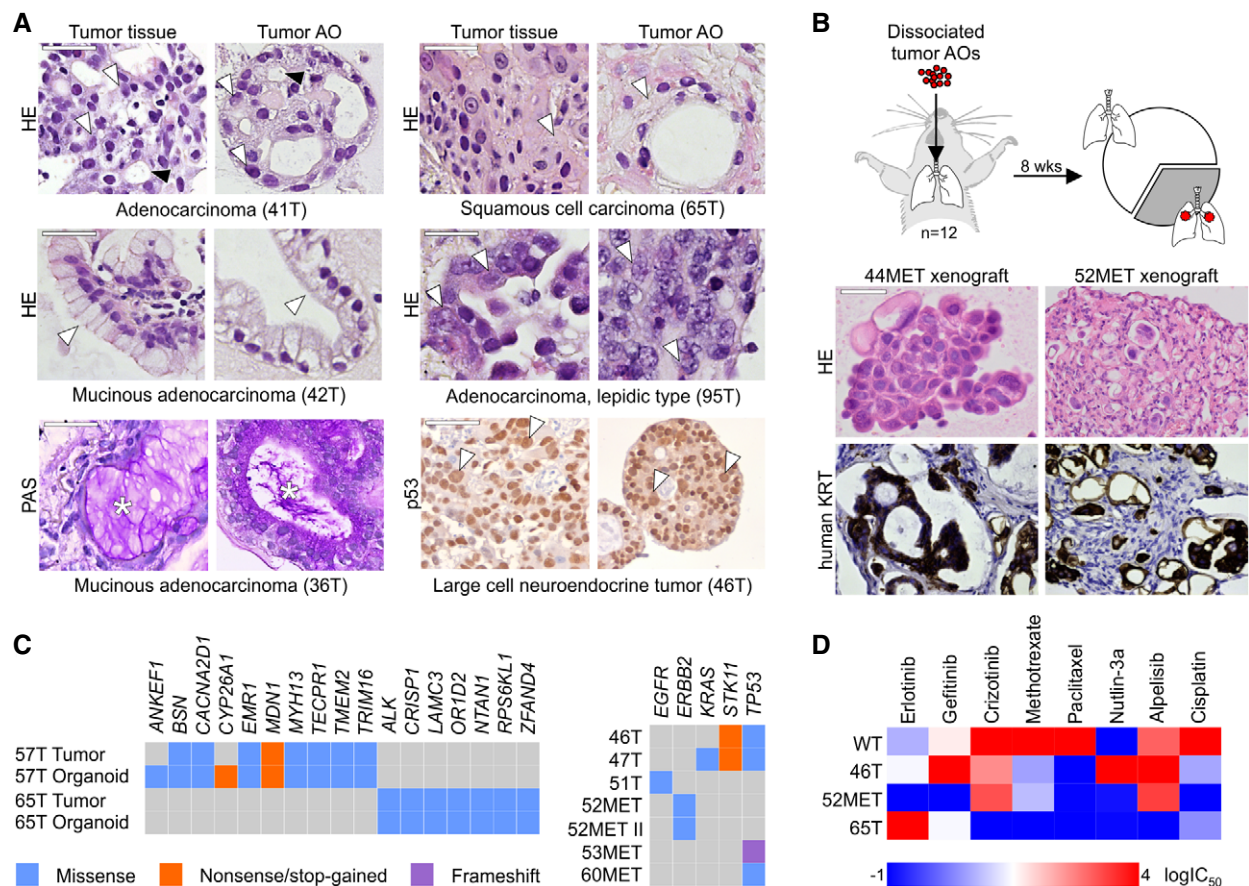 A
Tumor tissue Tumor AO Tumor tissue Tumor AO
HE
Adenocarcinoma (41T)
HE
Squamous cell carcinoma (65T)
HE
Mucinous adenocarcinoma (42T)
HE
Adenocarcinoma, lepidic type (95T)
PAS
*
*
Mucinous adenocarcinoma (36T)
p53
Large cell neuroendocrine tumor (46T)
B
Dissociated
tumor AOs
8 wks
n=12
44MET xenograft 52MET xenograft
HE
human KRT
C
ANKEF1
BSN
CACNA2D1
CYP26A1
EMR1
MDN1
MYH13
TECPR1
TMEM2
TRIM16
ALK
CRISP1
LAMC3
OR1D2
NTAN1
RPS6KL1
ZFAND4
57T Tumor
57T Organoid
65T Tumor
65T Organoid
Missense Nonsense/stop-gained Frameshift
EGFR
ERBB2
KRAS
STK11
TP53
46T
47T
51T
52MET
52MET II
53MET
60MET
D
Erlotinib
Gefitinib
Crizotinib
Methotrexate
Paclitaxel
Nutlin-3a
Apelisib
Cisplatin
WT
46T
52MET
65T
-1 4 logIC50